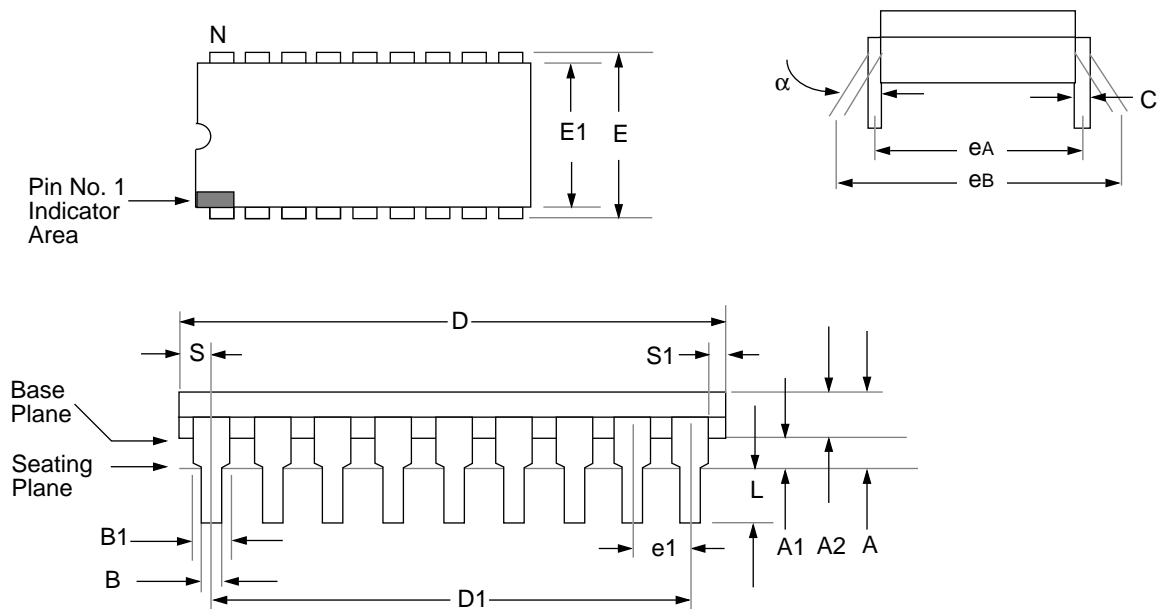 N
α
C
E1
E
eA
eB
Pin No. 1
Indicator
Area
D
S
S1
Base
Plane
Seating
Plane
L
B1
e1
A1
A2
A
B
D1